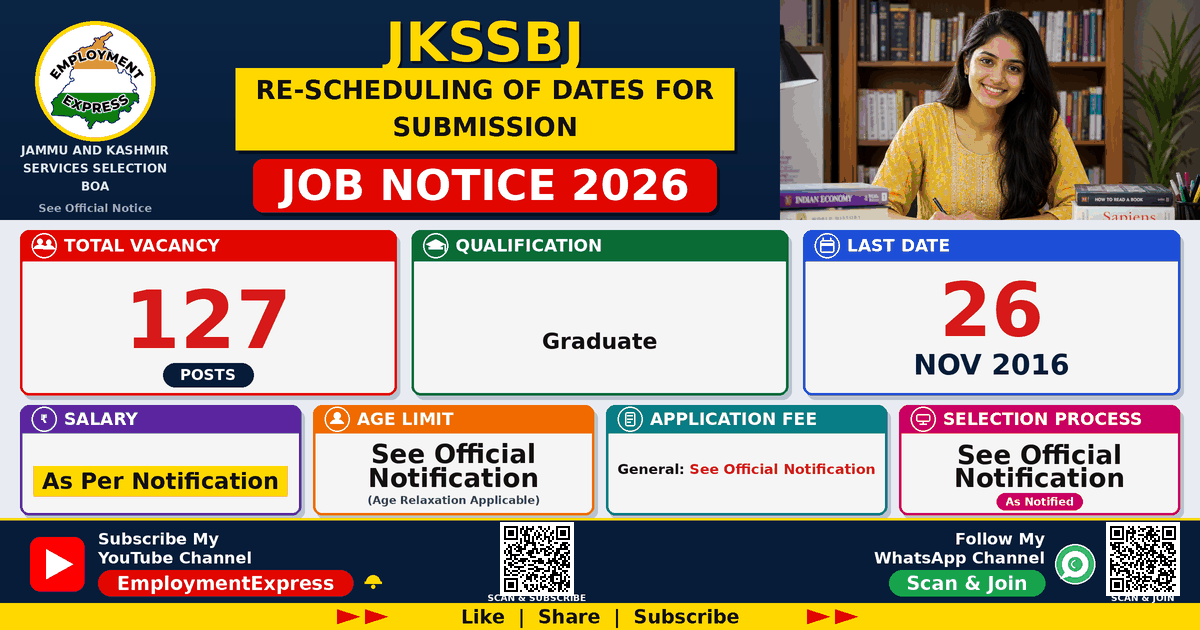 EMPLOYMENT
EXPRESS
JAMMU AND KASHMIR
SERVICES SELECTION
BOA
See Official Notice
JKSSBJ
RE-SCHEDULING OF DATES FOR
SUBMISSION
JOB NOTICE 2026
INDIAN ECONOMY
WORLD HISTORY
HOW TO READ A BOOK
Sapiens
TOTAL VACANCY
127
POSTS
QUALIFICATION
Graduate
LAST DATE
26
NOV 2016
₹ SALARY
As Per Notification
AGE LIMIT
See Official
Notification
(Age Relaxation Applicable)
APPLICATION FEE
General: See Official Notification
SELECTION PROCESS
See Official
Notification
As Notified
Subscribe My
YouTube Channel
EmploymentExpress
SCAN & SUBSCRIBE
Follow My
WhatsApp Channel
Scan & Join
SCAN & JOIN
Like | Share | Subscribe